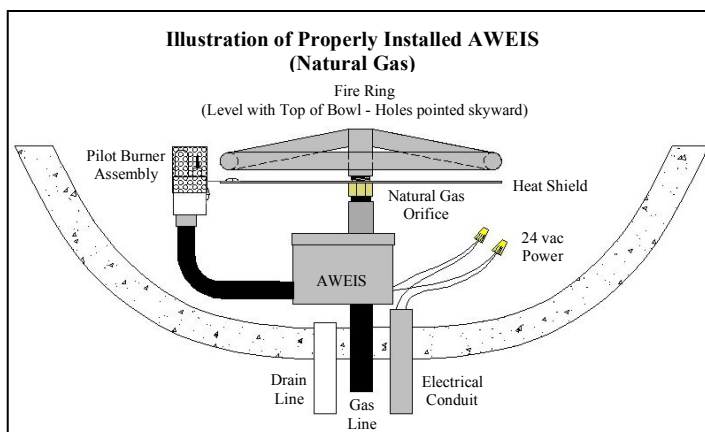 Illustration of Properly Installed AWEIS
(Natural Gas)
Fire Ring
(Level with Top of Bowl - Holes pointed skyward)
Pilot Burner
Assembly
Heat Shield
Natural Gas
Orifice
24 vac
Power
AWEIS
Drain
Line
Gas
Line
Electrical
Conduit